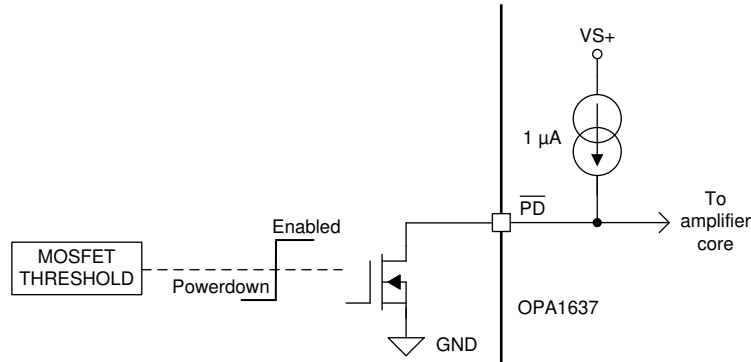 VS+
1 µA
PD
To
amplifier
core
Enabled
MOSFET
THRESHOLD
Powerdown
OPA1637
GND